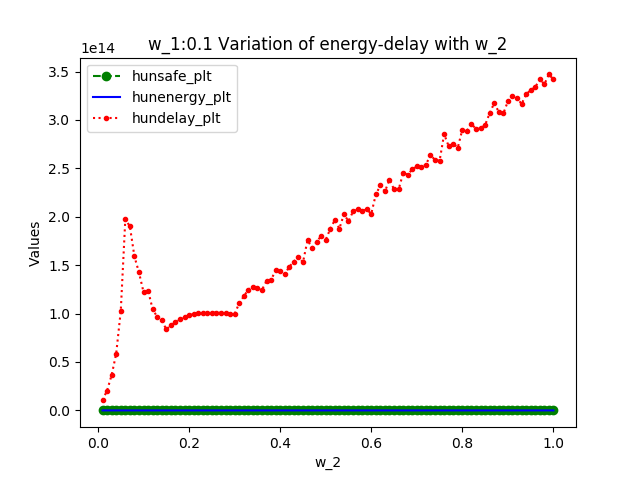 w_1:0.1 Variation of energy-delay with w_2
1e14
hunsafe_plt
hunenergy_plt
hundelay_plt
3.5
3.0
2.5
2.0
1.5
1.0
0.5
0.0
Values
0.0 0.2 0.4 0.6 0.8 1.0
w_2